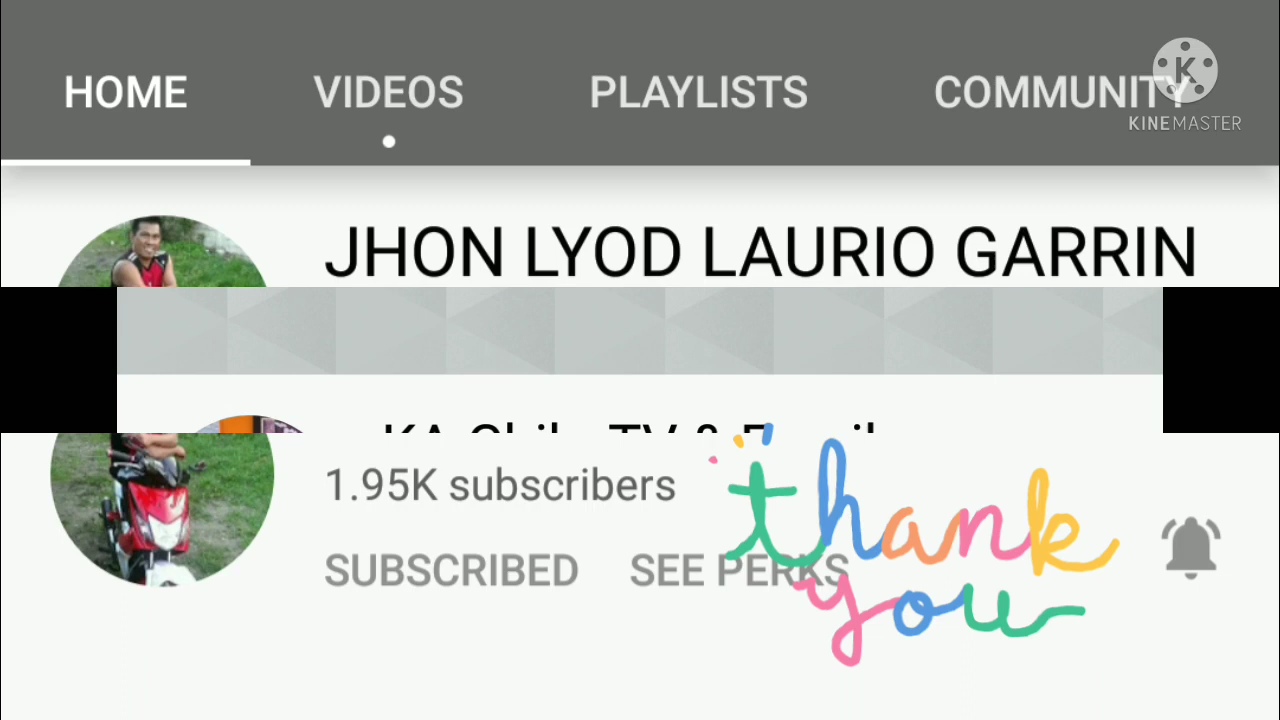 HOME VIDEOS PLAYLISTS COMMUNITY
KINEMASTER
JHON LYOD LAURIO GARRIN
1.95K subscribers
SUBSCRIBED SEE PERKS
thank
you